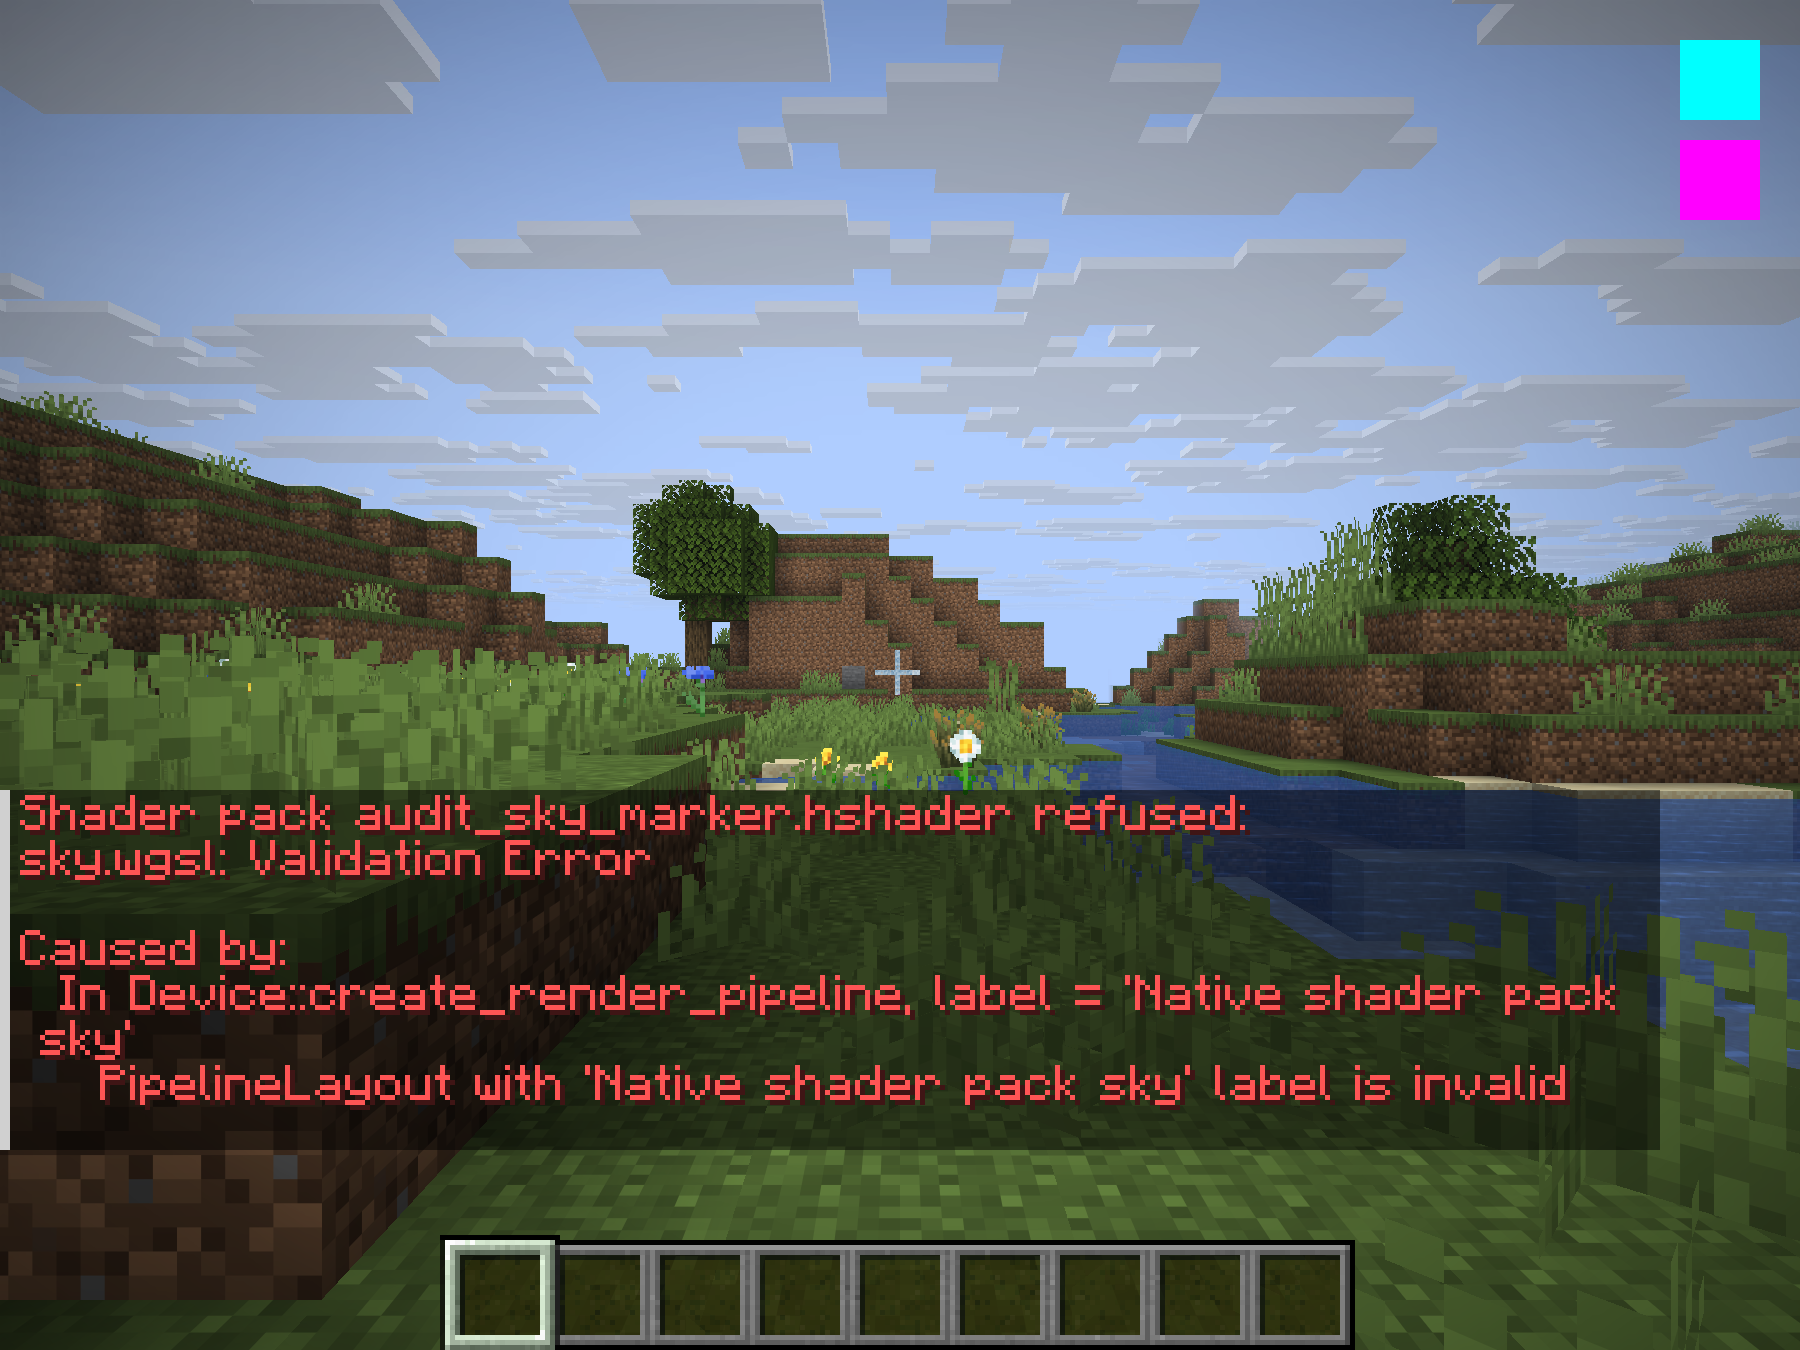 Shader pack audit_sky_marker.hshader refused:
sky.wgsl: Validation Error
Caused by:
In Device::create_render_pipeline, label = 'Native shader pack
sky'
PipelineLayout with 'Native shader pack sky' label is invalid